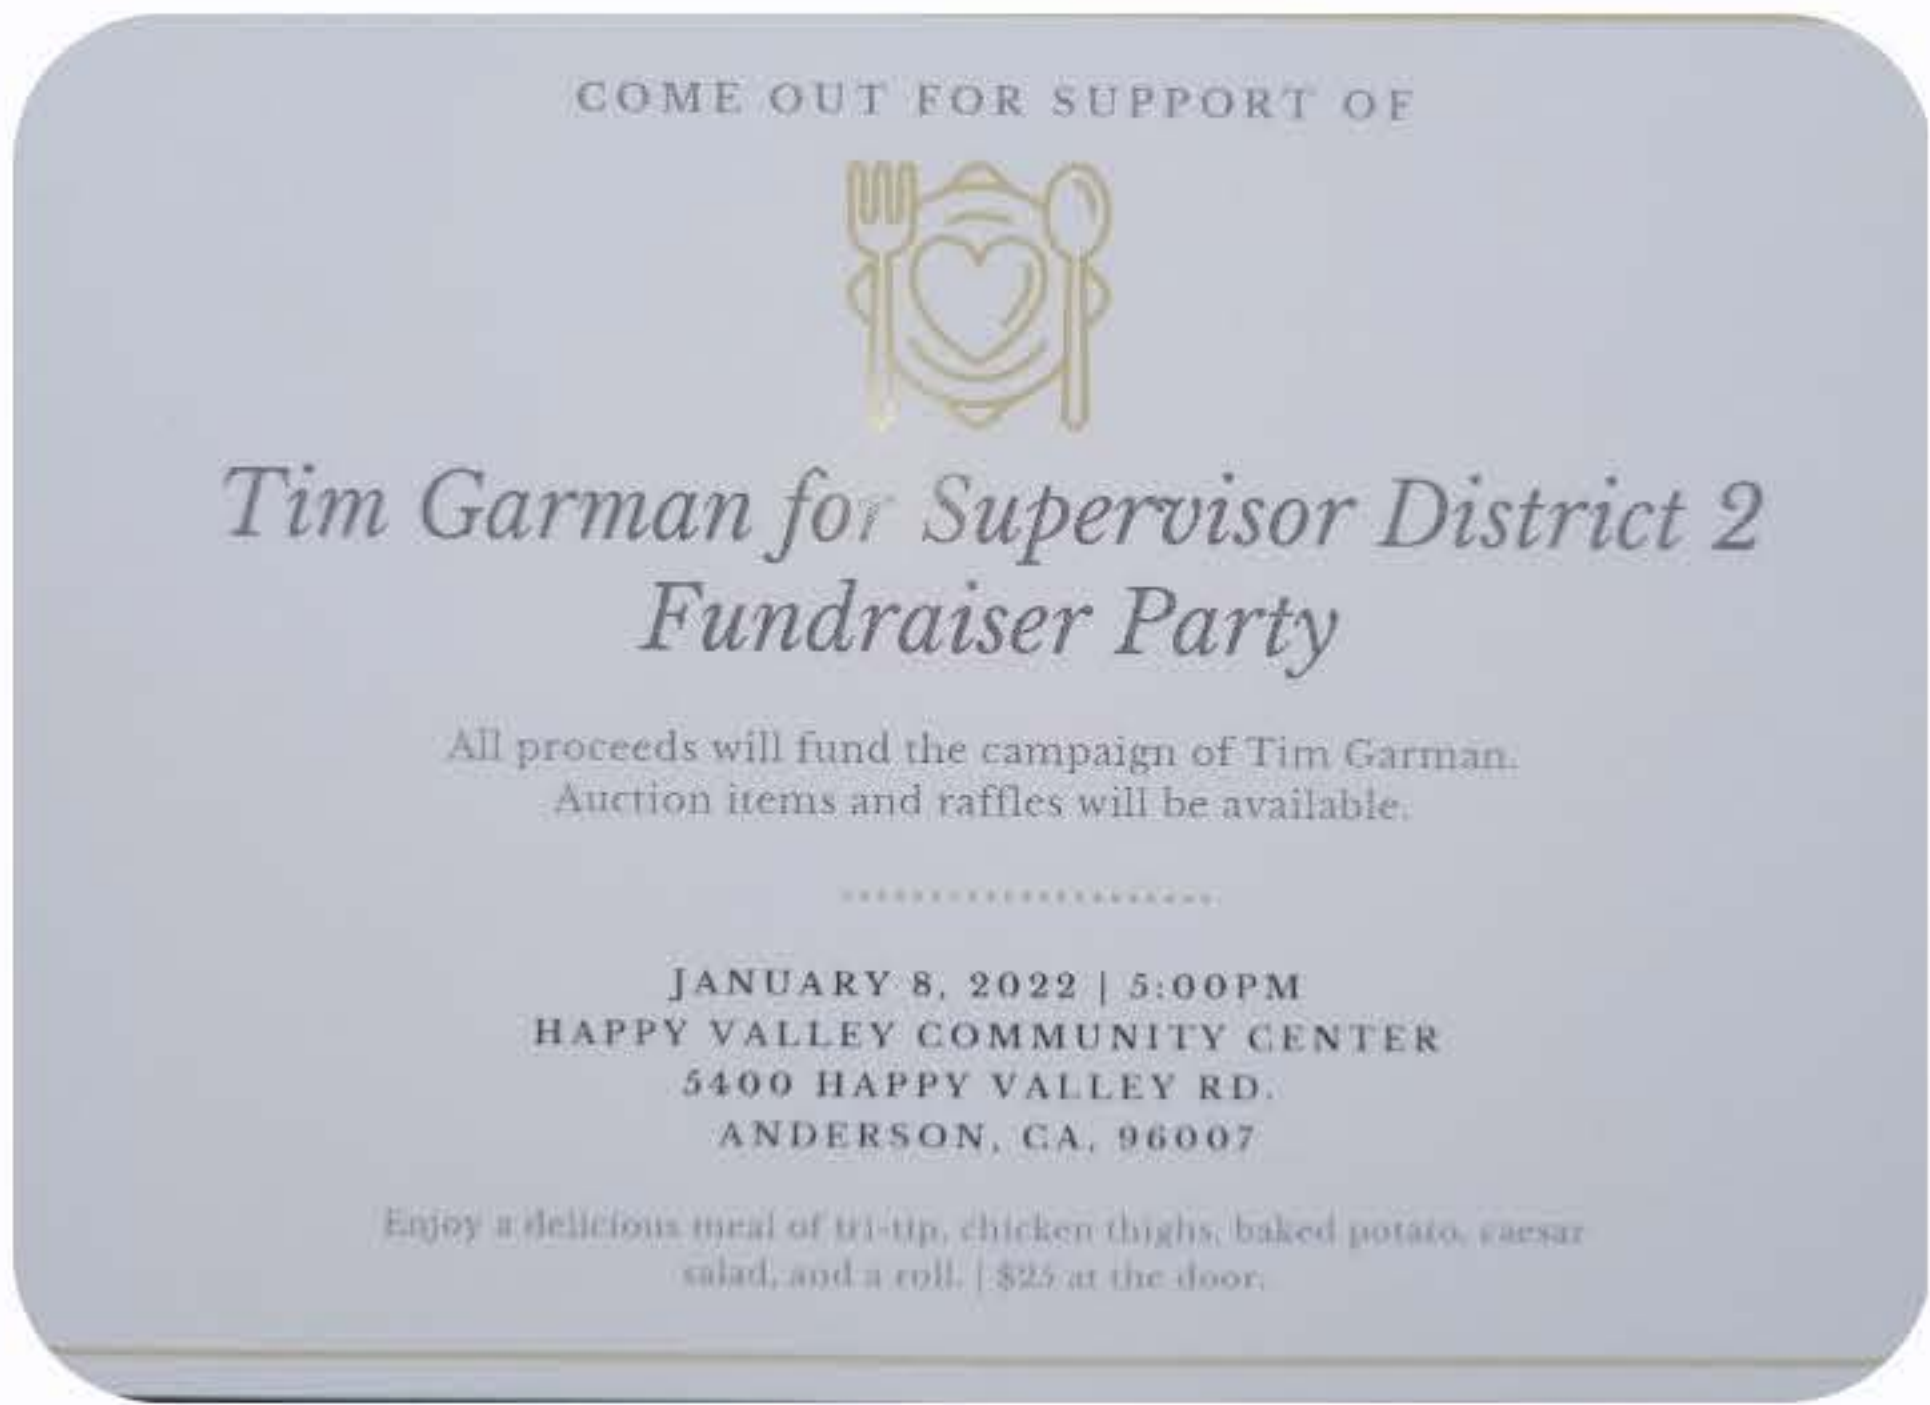 COME OUT FOR SUPPORT OF
Tim Garman for Supervisor District 2
Fundraiser Party
All proceeds will fund the campaign of Tim Garman.
Auction items and raffles will be available.
JANUARY 8, 2022 | 5:00PM
HAPPY VALLEY COMMUNITY CENTER
5400 HAPPY VALLEY RD.
ANDERSON, CA, 96007
Enjoy a delicious meal of tri-tip, chicken thighs, baked potato, caesar
salad, and a roll. | $25 at the door.